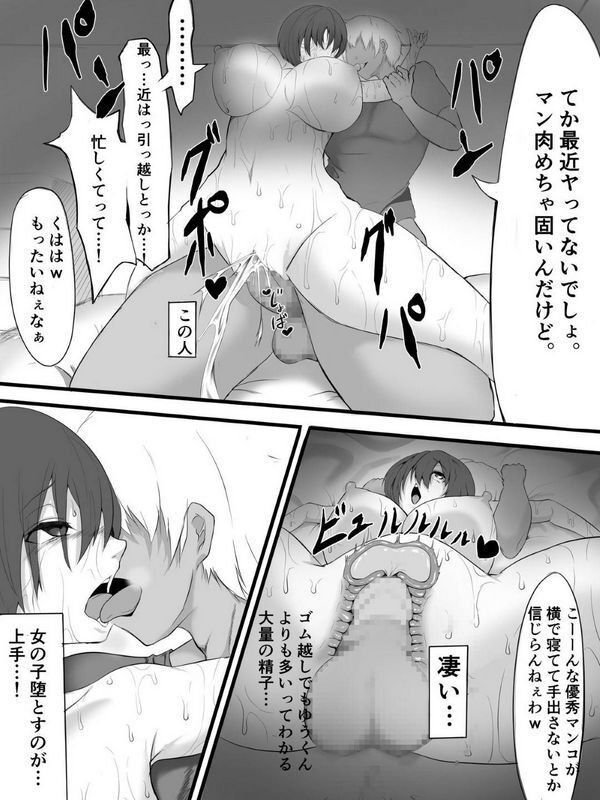 てか最近ヤってないでしょ。
マン肉めちゃ固いんだけど。
………
最っ…近はっ引っ越しとっか…
忙しくてって…！
くははw
もったいねぇなぁ
グポ
グポ
じゅぽ
この人
こーーんな優秀マンコが
横で寝てて手出さないとか
信じらんねぇわw
ビュルルルル
凄い…
ゴム越しでもゆうくん
よりも多いってわかる
大量の精子…
女の子堕とすのが…
上手…！